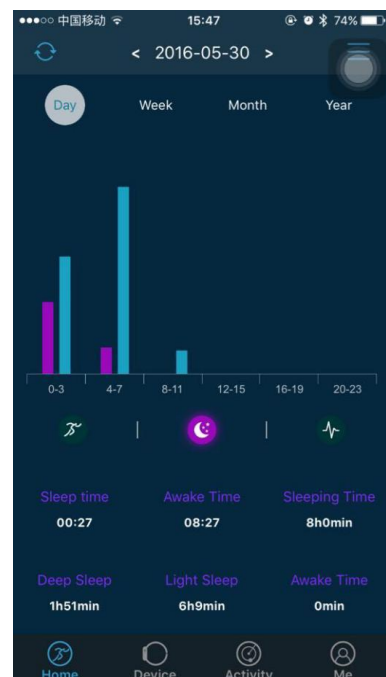 中国移动 15:47 74%
< 2016-05-30 >
Day Week Month Year
0-3 4-7 8-11 12-15 16-19 20-23
Sleep time Awake Time Sleeping Time
00:27 08:27 8h0min
Deep Sleep Light Sleep Awake Time
1h51min 6h9min 0min
Home Device Activity Me